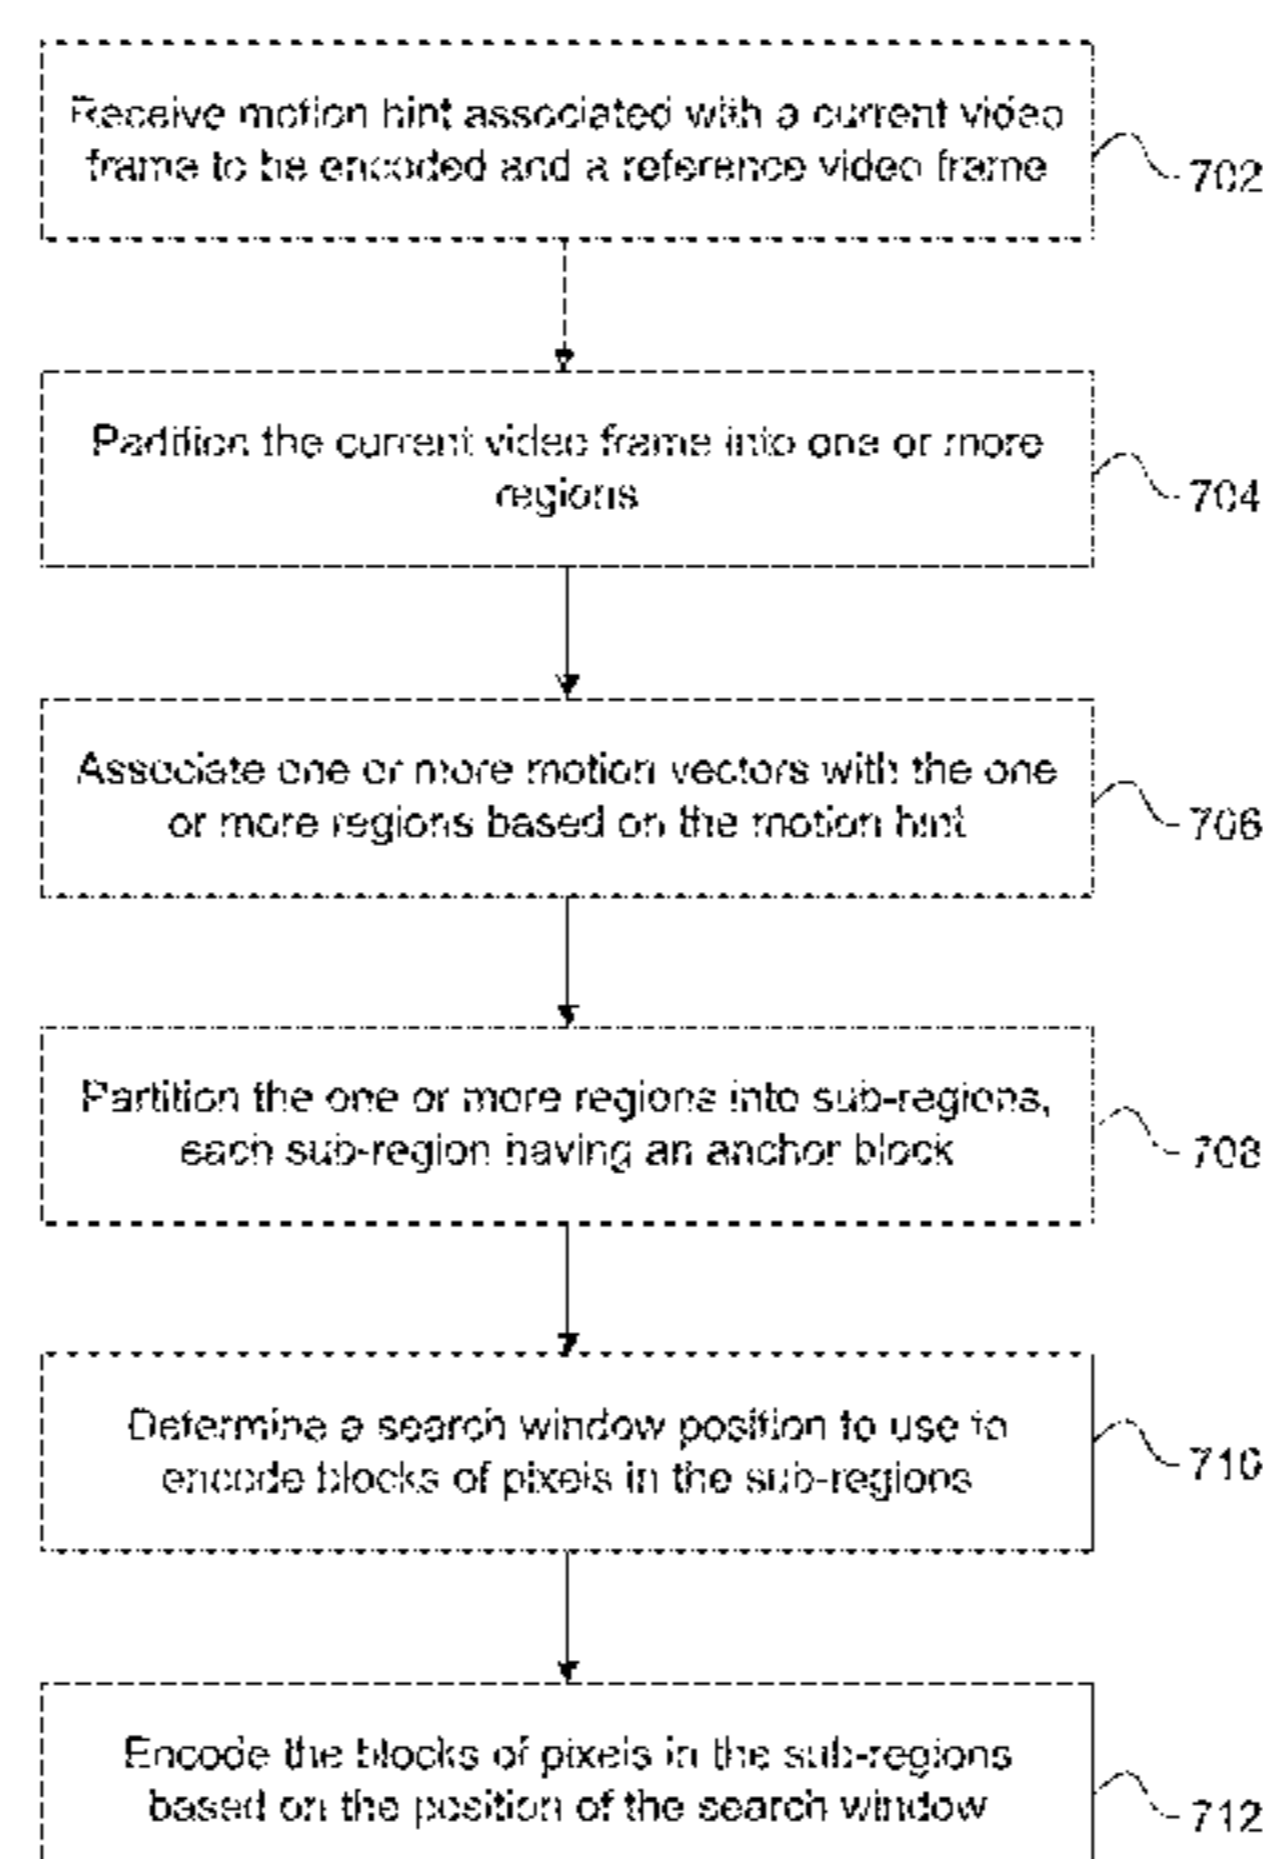 Receive motion hint associated with a current video
frame to be encoded and a reference video frame
702
Partition the current video frame into one or more
regions
704
Associate one or more motion vectors with the one
or more regions based on the motion hint
706
Partition the one or more regions into sub-regions,
each sub-region having an anchor block
708
Determine a search window position to use to
encode blocks of pixels in the sub-regions
710
Encode the blocks of pixels in the sub-regions
based on the position of the search window
712